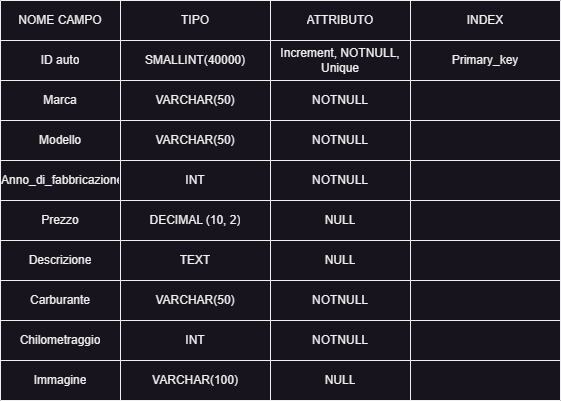 NOME CAMPO TIPO ATTRIBUTO INDEX
ID auto SMALLINT(40000) Increment, NOTNULL, Unique Primary_key
Marca VARCHAR(50) NOTNULL
Modello VARCHAR(50) NOTNULL
Anno_di_fabbricazione INT NOTNULL
Prezzo DECIMAL (10, 2) NULL
Descrizione TEXT NULL
Carburante VARCHAR(50) NOTNULL
Chilometraggio INT NOTNULL
Immagine VARCHAR(100) NULL